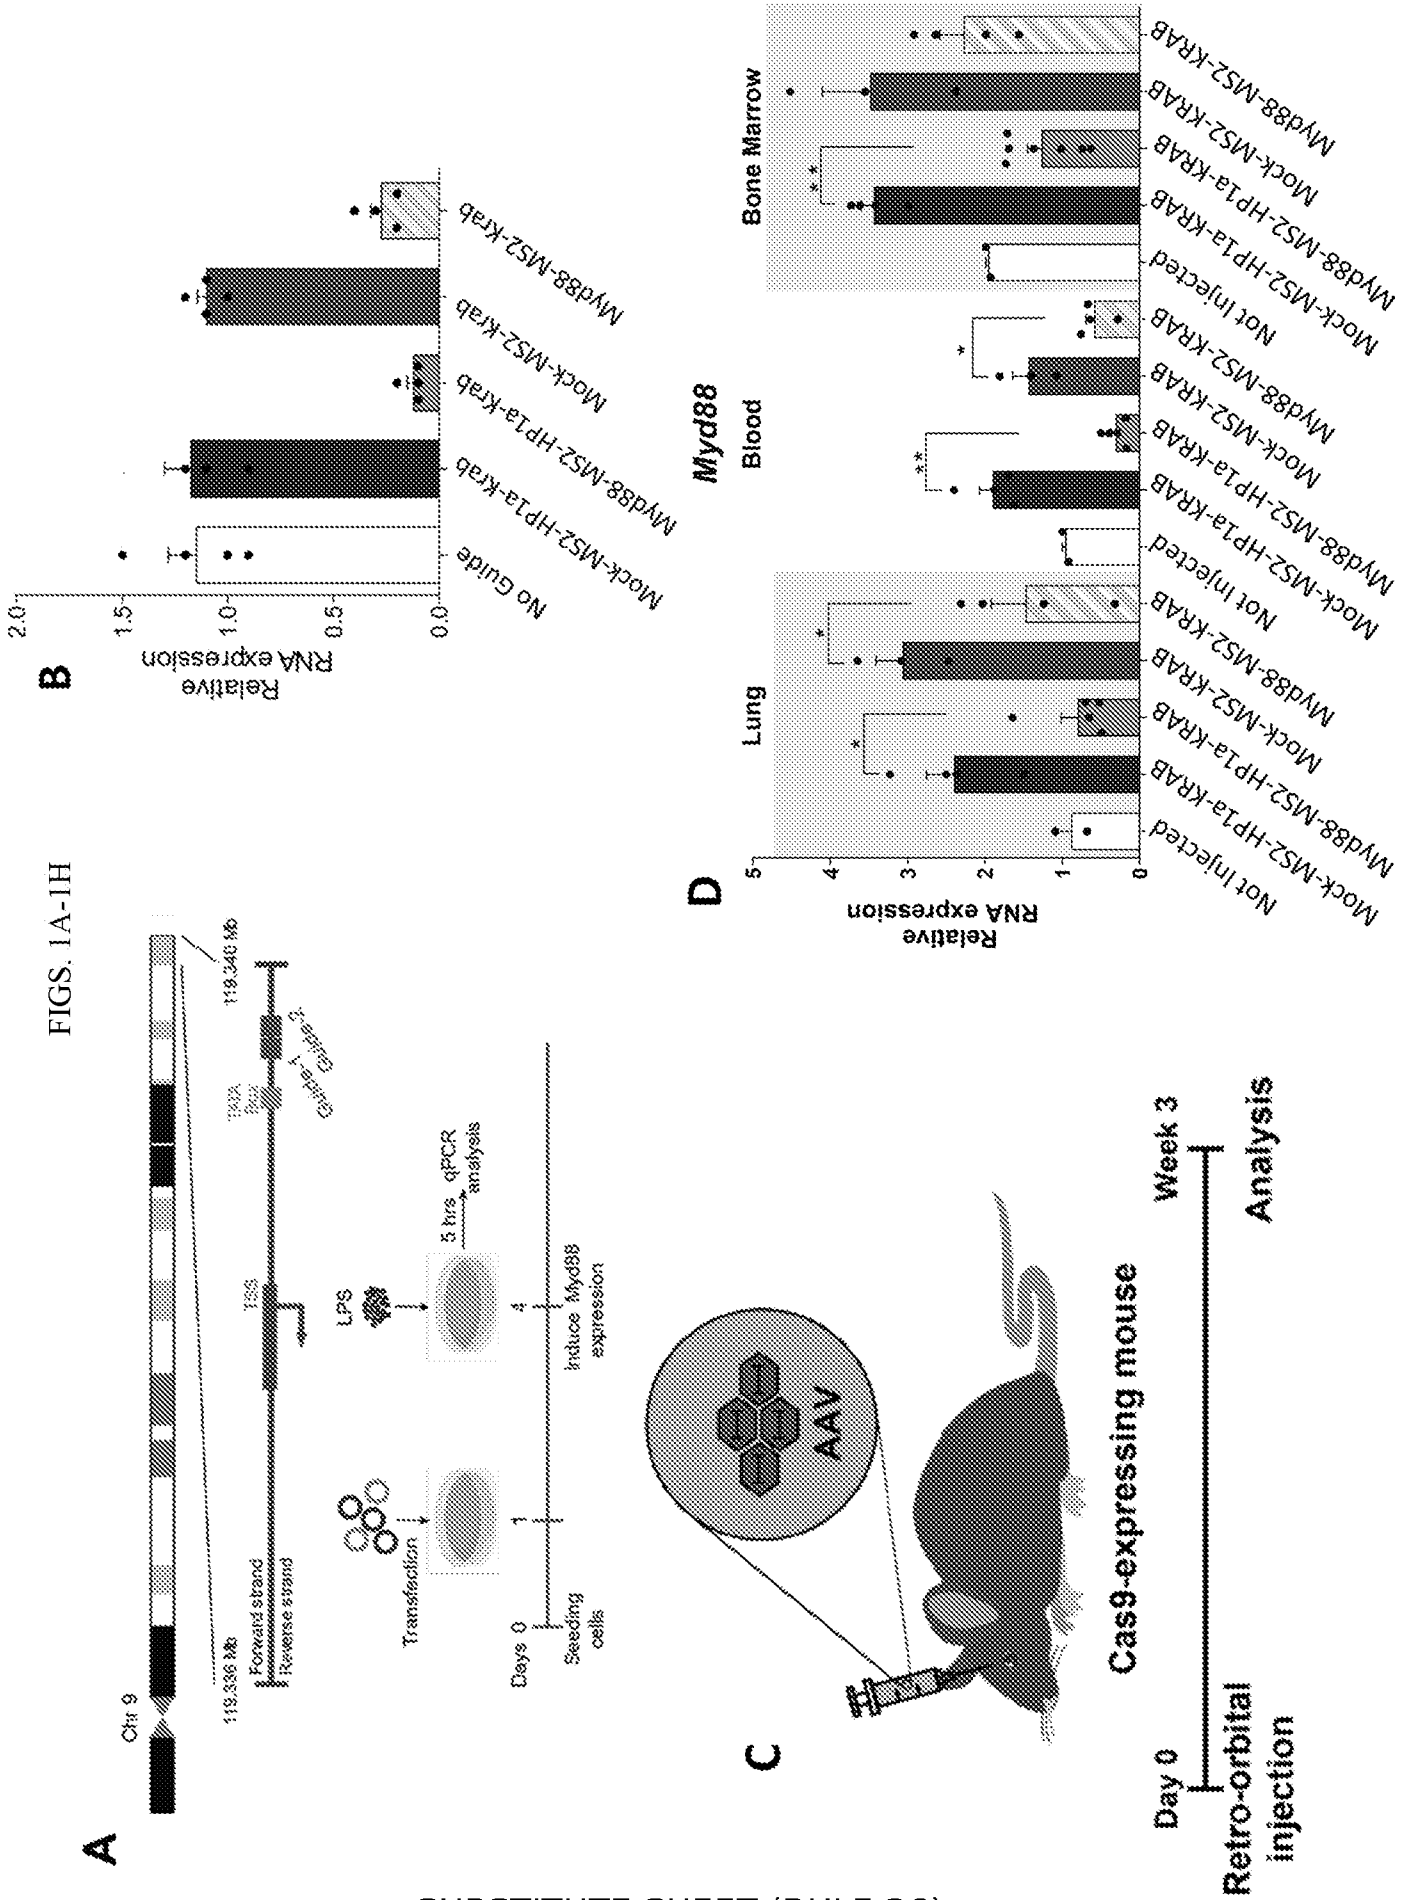 FIGS. 1A-1H
A
Chr 9
119.336 Mb
119.340 Mb
Forward strand
Reverse strand
TSS
Guide-1
Guide-2
Transfection
LPS
5 hrs
qPCR
analysis
Days 0
1
4
Seeding
cells
Induce Myd88
expression
B
Relative
RNA expression
2.0
1.5
1.0
0.5
0.0
No Guide
Mock-MS2-HP1a-Krab
Myd88-MS2-HP1a-Krab
Mock-MS2-Krab
Myd88-MS2-Krab
C
AAV
Cas9-expressing mouse
Day 0
Week 3
Retro-orbital
injection
Analysis
D
Myd88
Lung
Blood
Bone Marrow
Relative
RNA expression
5
4
3
2
1
0
*
*
**
*
**
Not Injected
Mock-MS2-HP1a-KRAB
Myd88-MS2-HP1a-KRAB
Mock-MS2-KRAB
Myd88-MS2-KRAB
Not Injected
Mock-MS2-HP1a-KRAB
Myd88-MS2-HP1a-KRAB
Mock-MS2-KRAB
Myd88-MS2-KRAB
Not Injected
Mock-MS2-HP1a-KRAB
Myd88-MS2-HP1a-KRAB
Mock-MS2-KRAB
Myd88-MS2-KRAB